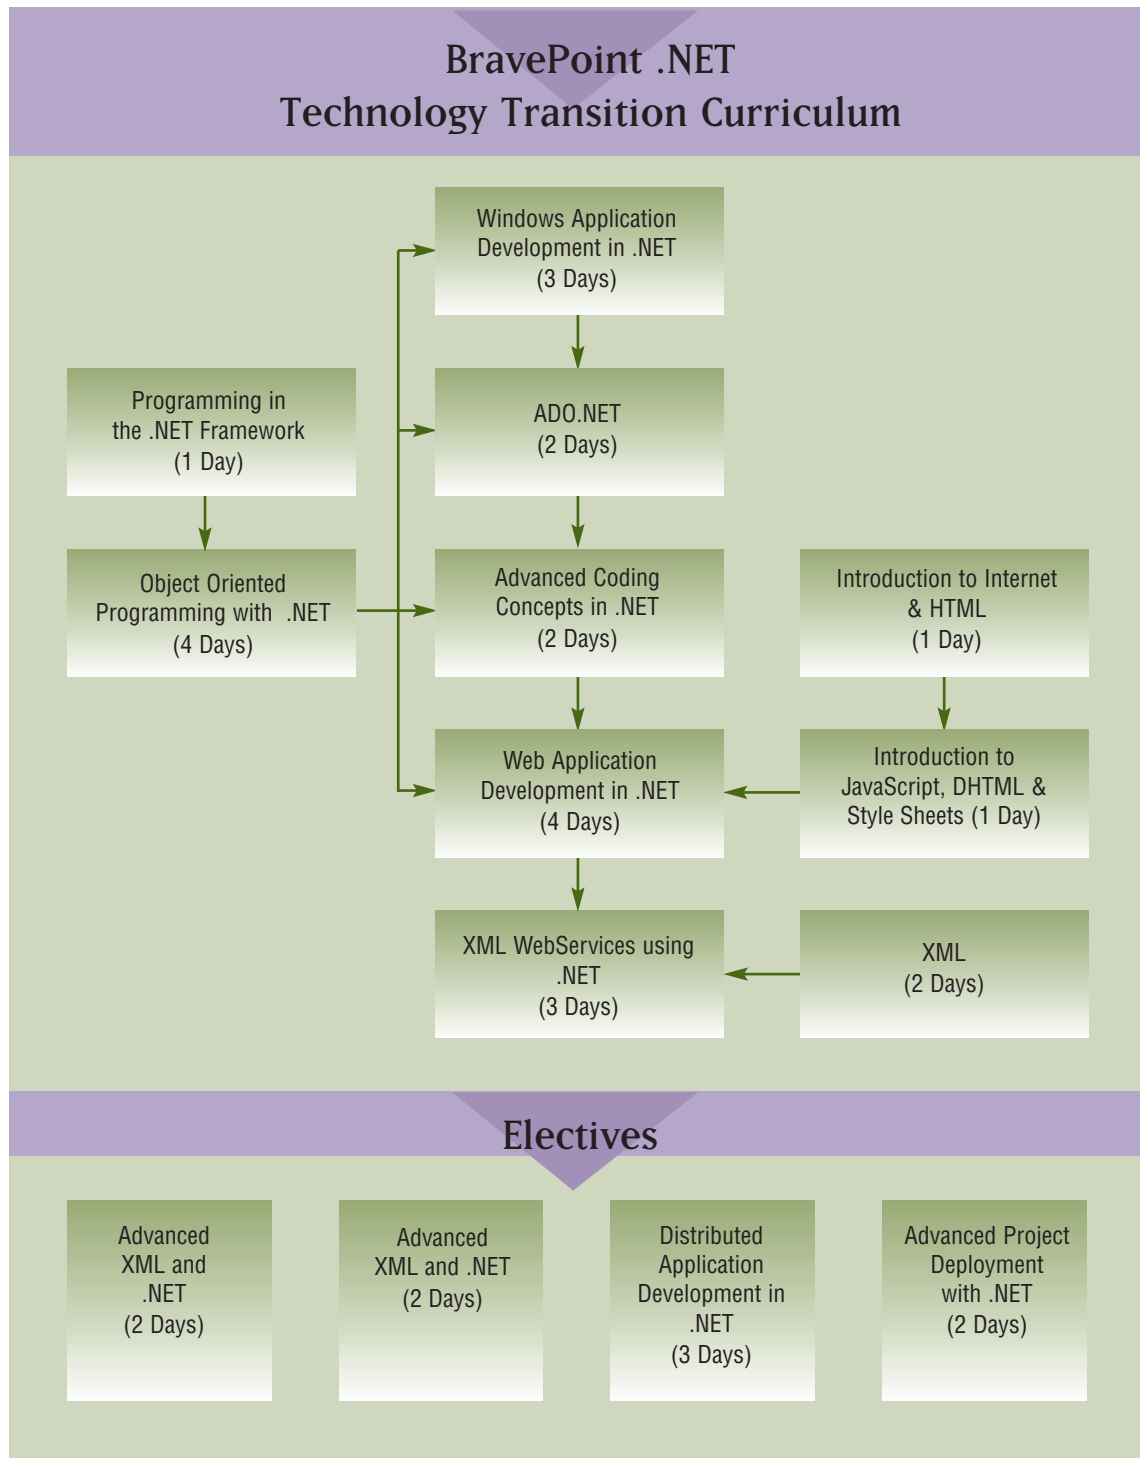 BravePoint .NET
Technology Transition Curriculum
Windows Application
Development in .NET
(3 Days)
Programming in
the .NET Framework
(1 Day)
ADO.NET
(2 Days)
Object Oriented
Programming with .NET
(4 Days)
Advanced Coding
Concepts in .NET
(2 Days)
Introduction to Internet
& HTML
(1 Day)
Web Application
Development in .NET
(4 Days)
Introduction to
JavaScript, DHTML &
Style Sheets (1 Day)
XML WebServices using
.NET
(3 Days)
XML
(2 Days)
Electives
Advanced
XML and
.NET
(2 Days)
Advanced
XML and .NET
(2 Days)
Distributed
Application
Development in
.NET
(3 Days)
Advanced Project
Deployment
with .NET
(2 Days)